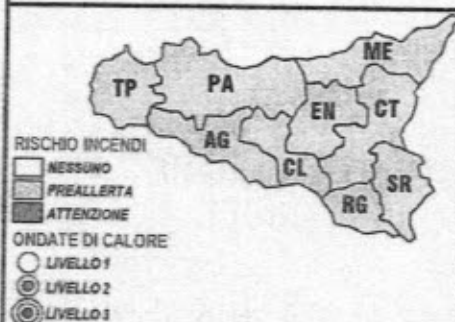 ME
TP
PA
EN
CT
AG
CL
SR
RG
RISCHIO INCENDI
NESSUNO
PREALLERTA
ATTENZIONE
ONDATE DI CALORE
LIVELLO 1
LIVELLO 2
LIVELLO 3